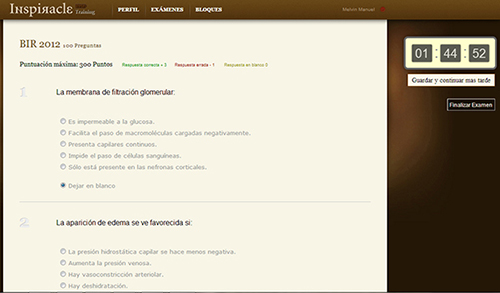 Inspiracle
Training
PERFIL EXÁMENES BLOQUES
Melvin Manuel
BIR 2012 100 Preguntas
Puntuación máxima: 300 Puntos Respuesta correcta + 3 Respuesta errada - 1 Respuesta en blanco 0
01:44:52
Guardar y continuar mas tarde
Finalizar Examen
1 La membrana de filtración glomerular:
Es impermeable a la glucosa.
Facilita el paso de macromoléculas cargadas negativamente.
Presenta capilares continuos.
Impide el paso de células sanguíneas.
Sólo está presente en las nefronas corticales.
Dejar en blanco
2 La aparición de edema se ve favorecida si:
La presión hidrostática capilar se hace menos negativa.
Aumenta la presión venosa.
Hay vasoconstricción arteriolar.
Hay deshidratación.